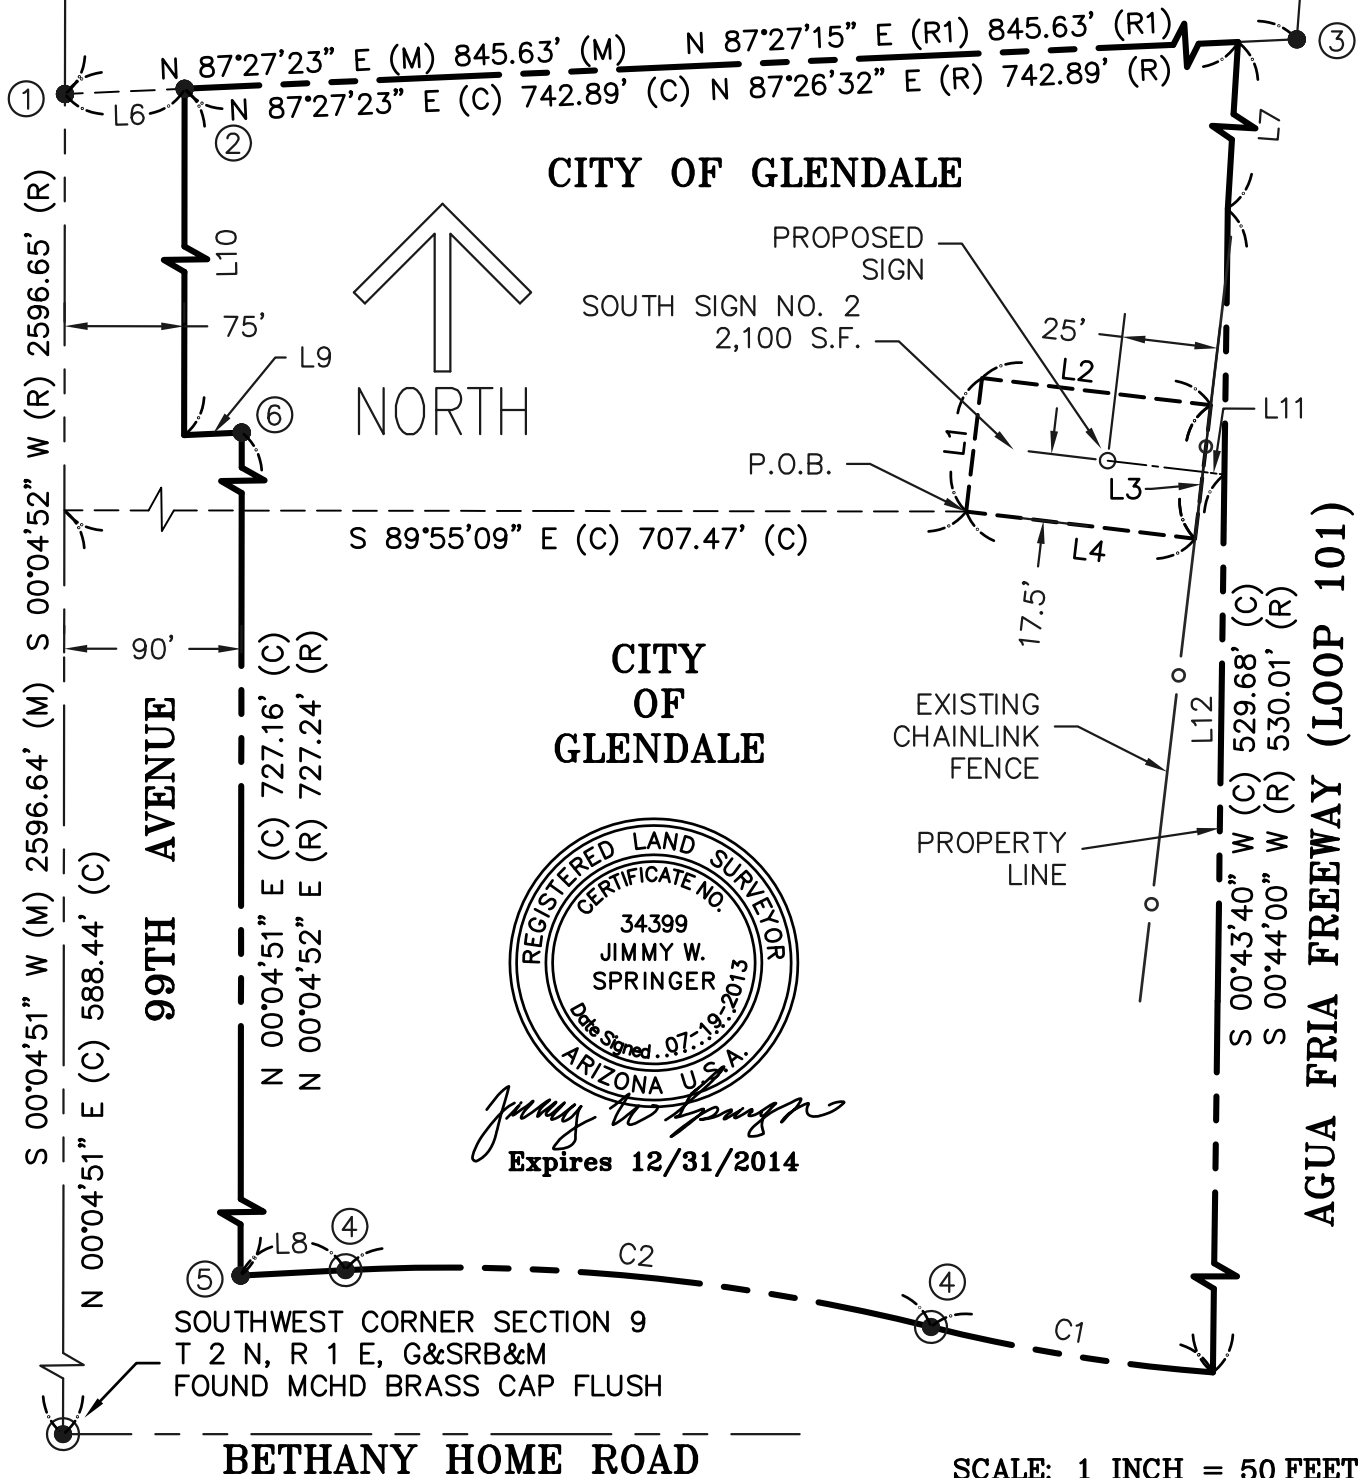 N 87°27'23" E (M) 845.63' (M) N 87°27'15" E (R1) 845.63' (R1)
N 87°27'23" E (C) 742.89' (C) N 87°26'32" E (R) 742.89' (R)
3
1
L6
2
L7
CITY OF GLENDALE
PROPOSED
SIGN
L10
SOUTH SIGN NO. 2
2,100 S.F.
25'
75'
L9
L2
6
NORTH
L11
L1
P.O.B.
L3
S 89°55'09" E (C) 707.47' (C)
L4
17.5'
90'
CITY
OF
GLENDALE
S 00°04'52" W (R) 2596.65' (R)
S 00°04'51" W (M) 2596.64' (M)
N 00°04'51" E (C) 588.44' (C)
99TH AVENUE
N 00°04'51" E (C) 727.16' (C)
N 00°04'52" E (R) 727.24' (R)
EXISTING
CHAINLINK
FENCE
L12
PROPERTY
LINE
S 00°43'40" W (C) 529.68' (C)
S 00°44'00" W (R) 530.01' (R)
AGUA FRIA FREEWAY (LOOP 101)
REGISTERED LAND SURVEYOR
CERTIFICATE NO.
34399
JIMMY W.
SPRINGER
Date Signed..07-19-2013
ARIZONA U.S.A.
Jimmy W Springer
Expires 12/31/2014
4
L8
5
C2
4
C1
SOUTHWEST CORNER SECTION 9
T 2 N, R 1 E, G&SRB&M
FOUND MCHD BRASS CAP FLUSH
BETHANY HOME ROAD
SCALE: 1 INCH = 50 FEET